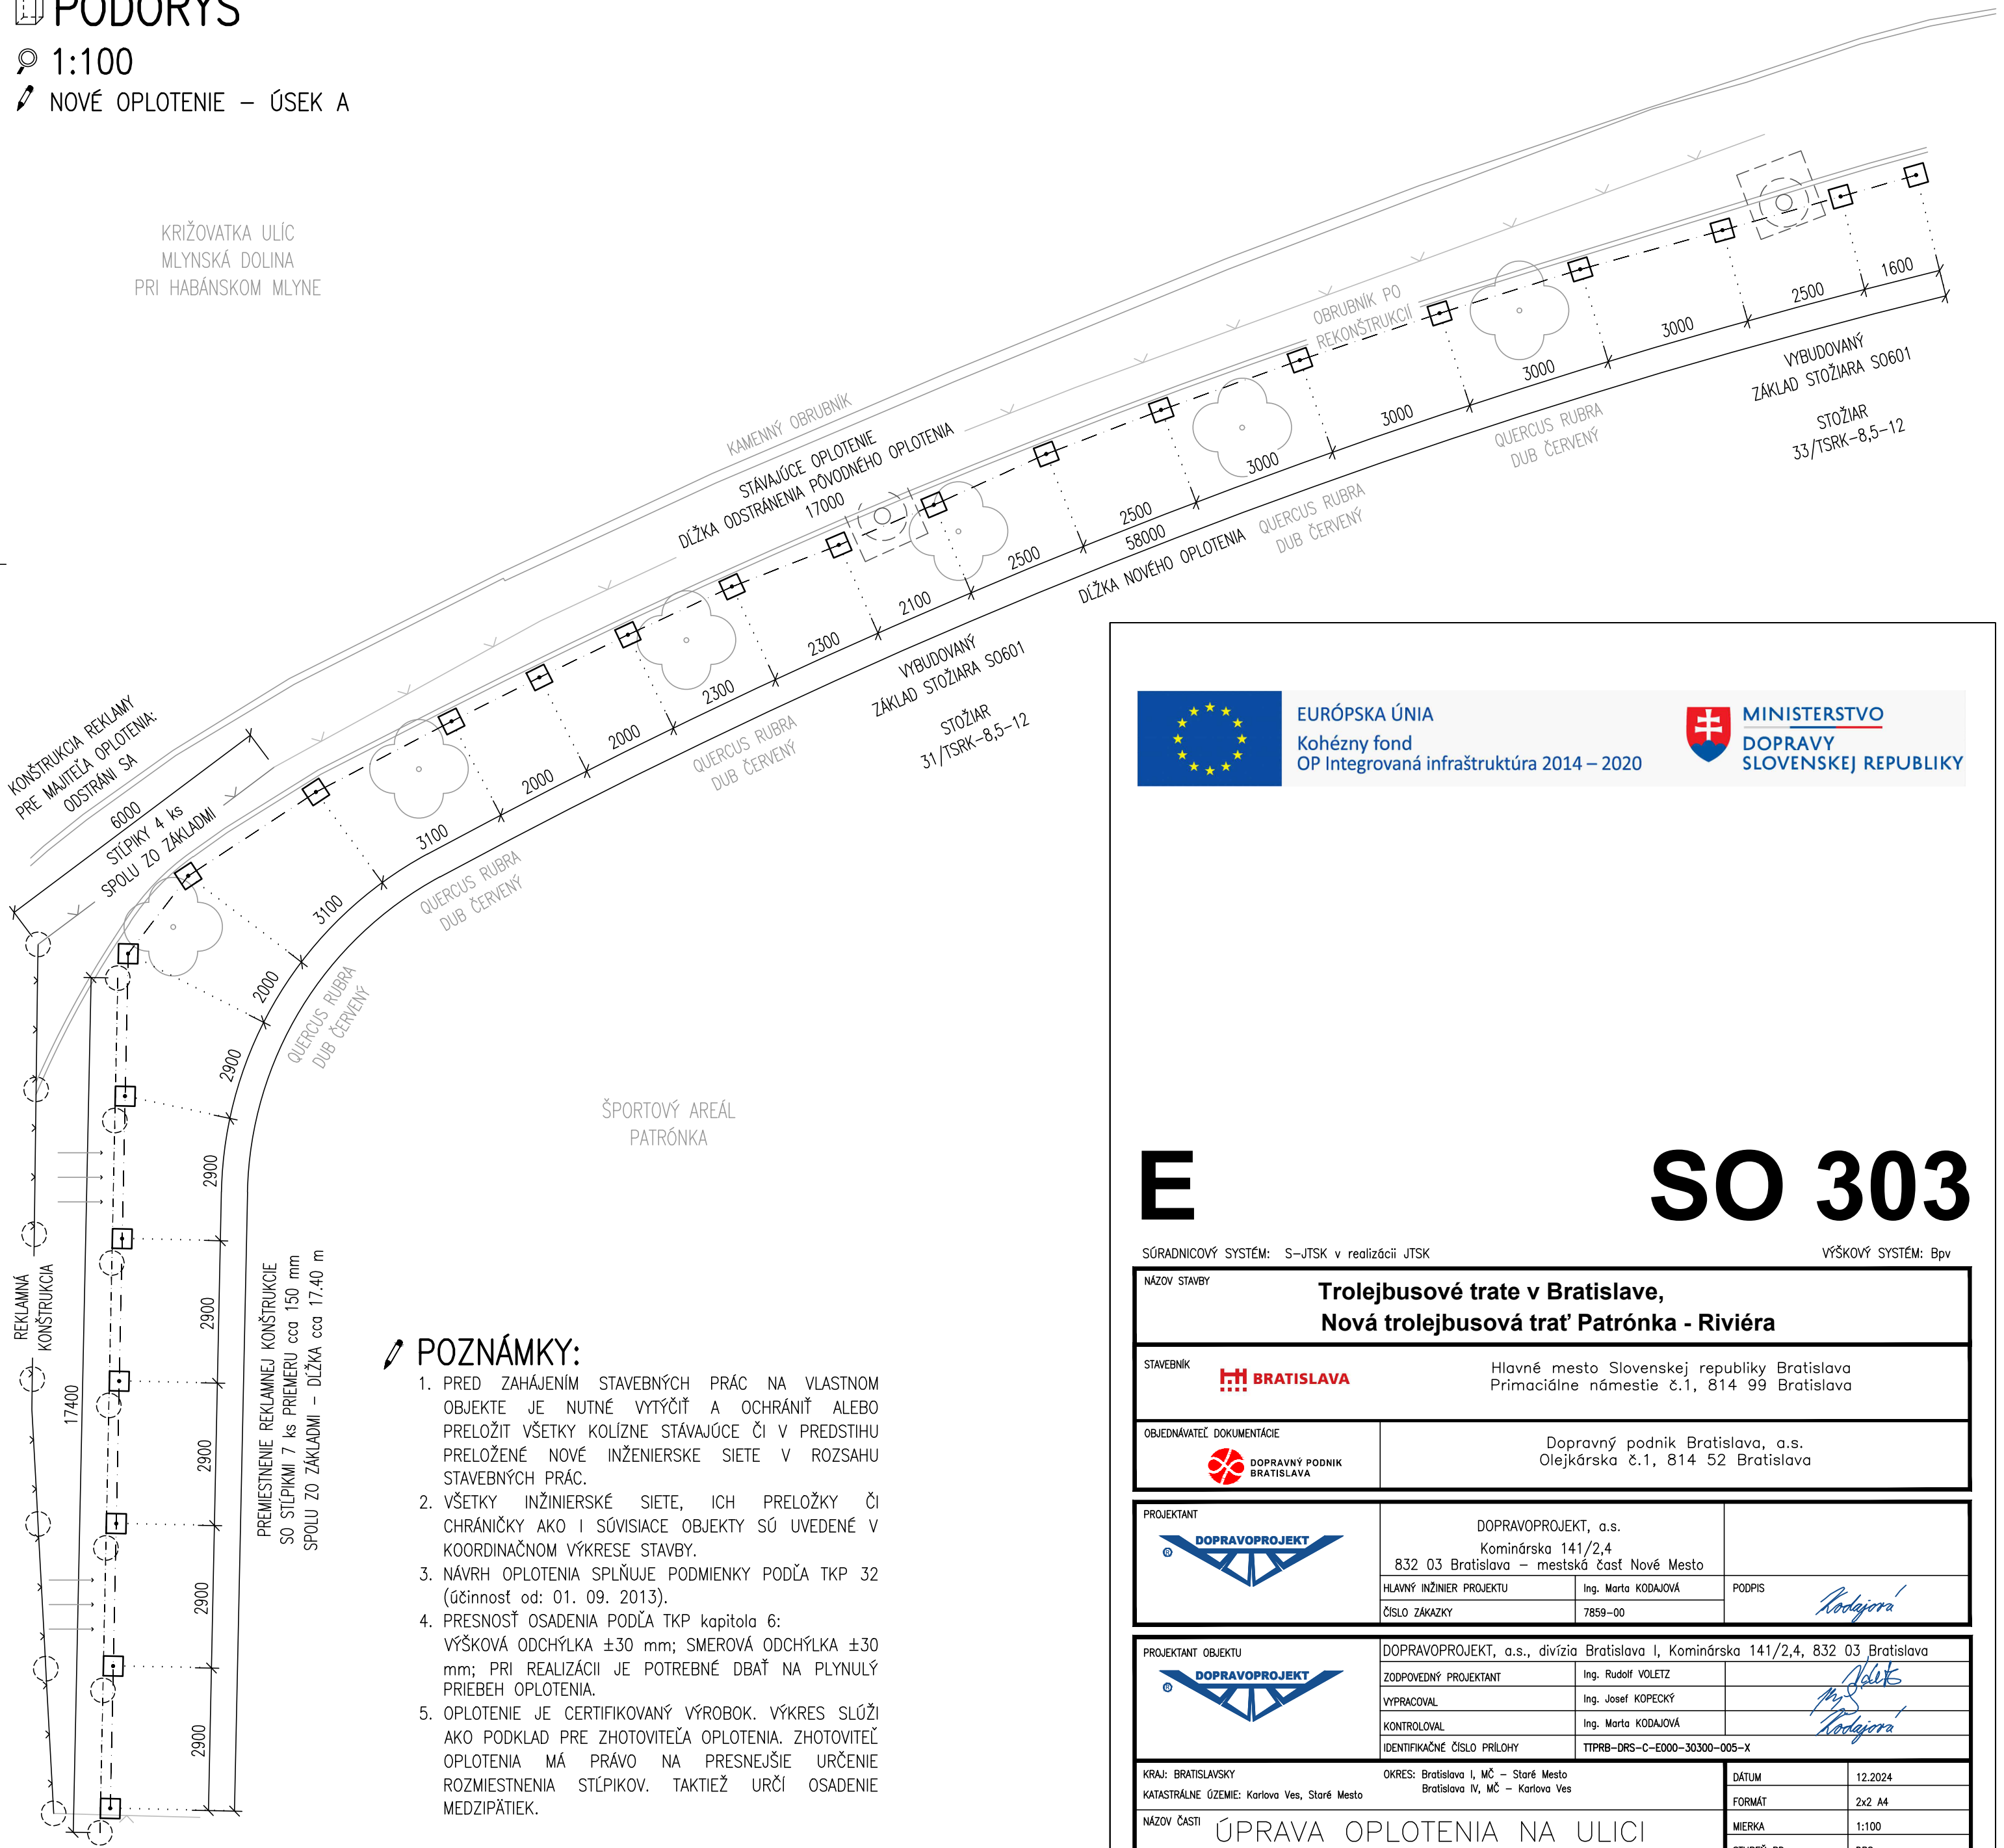 PODORYS
1:100
NOVÉ OPLOTENIE – ÚSEK A
KRIŽOVATKA ULÍC
MLYNSKÁ DOLINA
PRI HABÁNSKOM MLYNE
OBRUBNÍK PO
REKONŠTRUKCIÍ
KAMENNÝ OBRUBNÍK
STÁVAJÚCE OPLOTENIE
DĹŽKA ODSTRÁNENIA PÔVODNÉHO OPLOTENIA
17000
1600
2500
3000
3000
3000
3000
2500
2500
2100
2300
2300
2000
2000
3100
3100
2000
2900
2900
2900
2900
2900
2900
58000
DĹŽKA NOVÉHO OPLOTENIA
VYBUDOVANÝ
ZÁKLAD STOŽIARA SO601
STOŽIAR
33/TSRK–8,5–12
QUERCUS RUBRA
DUB ČERVENÝ
QUERCUS RUBRA
DUB ČERVENÝ
VYBUDOVANÝ
ZÁKLAD STOŽIARA SO601
STOŽIAR
31/TSRK–8,5–12
QUERCUS RUBRA
DUB ČERVENÝ
QUERCUS RUBRA
DUB ČERVENÝ
QUERCUS RUBRA
DUB ČERVENÝ
KONŠTRUKCIA REKLAMY
PRE MAJITEĽA OPLOTENIA:
ODSTRÁNI SA
6000
STĹPIKY 4 ks
SPOLU ZO ZÁKLADMI
REKLAMNÁ
KONŠTRUKCIA
17400
PREMIESTNENIE REKLAMNEJ KONŠTRUKCIE
SO STĹPIKMI 7 ks PRIEMERU cca 150 mm
SPOLU ZO ZÁKLADMI – DĹŽKA cca 17.40 m
ŠPORTOVÝ AREÁL
PATRÓNKA
POZNÁMKY:
1. PRED ZAHÁJENÍM STAVEBNÝCH PRÁC NA VLASTNOM
OBJEKTE JE NUTNÉ VYTÝČIŤ A OCHRÁNIŤ ALEBO
PRELOŽIT VŠETKY KOLÍZNE STÁVAJÚCE ČI V PREDSTIHU
PRELOŽENÉ NOVÉ INŽENIERSKE SIETE V ROZSAHU
STAVEBNÝCH PRÁC.
2. VŠETKY INŽINIERSKÉ SIETE, ICH PRELOŽKY ČI
CHRÁNIČKY AKO I SÚVISIACE OBJEKTY SÚ UVEDENÉ V
KOORDINAČNOM VÝKRESE STAVBY.
3. NÁVRH OPLOTENIA SPLŇUJE PODMIENKY PODĽA TKP 32
(účinnosť od: 01. 09. 2013).
4. PRESNOSŤ OSADENIA PODĽA TKP kapitola 6:
VÝŠKOVÁ ODCHÝLKA ±30 mm; SMEROVÁ ODCHÝLKA ±30
mm; PRI REALIZÁCII JE POTREBNÉ DBAŤ NA PLYNULÝ
PRIEBEH OPLOTENIA.
5. OPLOTENIE JE CERTIFIKOVANÝ VÝROBOK. VÝKRES SLÚŽI
AKO PODKLAD PRE ZHOTOVITEĽA OPLOTENIA. ZHOTOVITEĽ
OPLOTENIA MÁ PRÁVO NA PRESNEJŠIE URČENIE
ROZMIESTNENIA STĹPIKOV. TAKTIEŽ URČÍ OSADENIE
MEDZIPÄTIEK.
EURÓPSKA ÚNIA
Kohézny fond
OP Integrovaná infraštruktúra 2014 – 2020
MINISTERSTVO
DOPRAVY
SLOVENSKEJ REPUBLIKY
E SO 303
SÚRADNICOVÝ SYSTÉM: S–JTSK v realizácii JTSK VÝŠKOVÝ SYSTÉM: Bpv
NÁZOV STAVBY
Trolejbusové trate v Bratislave,
Nová trolejbusová trať Patrónka - Riviéra
STAVEBNÍK
BRATISLAVA
Hlavné mesto Slovenskej republiky Bratislava
Primaciálne námestie č.1, 814 99 Bratislava
OBJEDNÁVATEĽ DOKUMENTÁCIE
DOPRAVNÝ PODNIK
BRATISLAVA
Dopravný podnik Bratislava, a.s.
Olejkárska č.1, 814 52 Bratislava
PROJEKTANT
DOPRAVOPROJEKT
DOPRAVOPROJEKT, a.s.
Kominárska 141/2,4
832 03 Bratislava – mestská časť Nové Mesto
HLAVNÝ INŽINIER PROJEKTU Ing. Marta KODAJOVÁ PODPIS Kodajová
ČÍSLO ZÁKAZKY 7859–00
PROJEKTANT OBJEKTU
DOPRAVOPROJEKT
DOPRAVOPROJEKT, a.s., divízia Bratislava I, Kominárska 141/2,4, 832 03 Bratislava
ZODPOVEDNÝ PROJEKTANT Ing. Rudolf VOLETZ
VYPRACOVAL Ing. Josef KOPECKÝ
KONTROLOVAL Ing. Marta KODAJOVÁ Kodajová
IDENTIFIKAČNÉ ČÍSLO PRÍLOHY TTPRB–DRS–C–E000–30300–005–X
KRAJ: BRATISLAVSKY OKRES: Bratislava I, MČ – Staré Mesto
Bratislava IV, MČ – Karlova Ves
KATASTRÁLNE ÚZEMIE: Karlova Ves, Staré Mesto
DÁTUM 12.2024
FORMÁT 2x2 A4
MIERKA 1:100
NÁZOV ČASTI ÚPRAVA OPLOTENIA NA ULICI